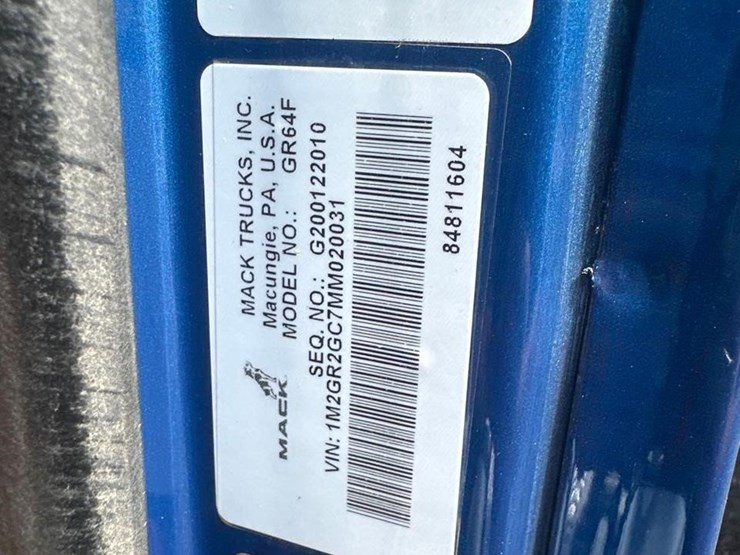 MACK TRUCKS, INC.
Macungie, PA, U.S.A.
MODEL NO.: GR64F
MACK
SEQ. NO.: G200122010
VIN: 1M2GR2GC7MM020031
84811604